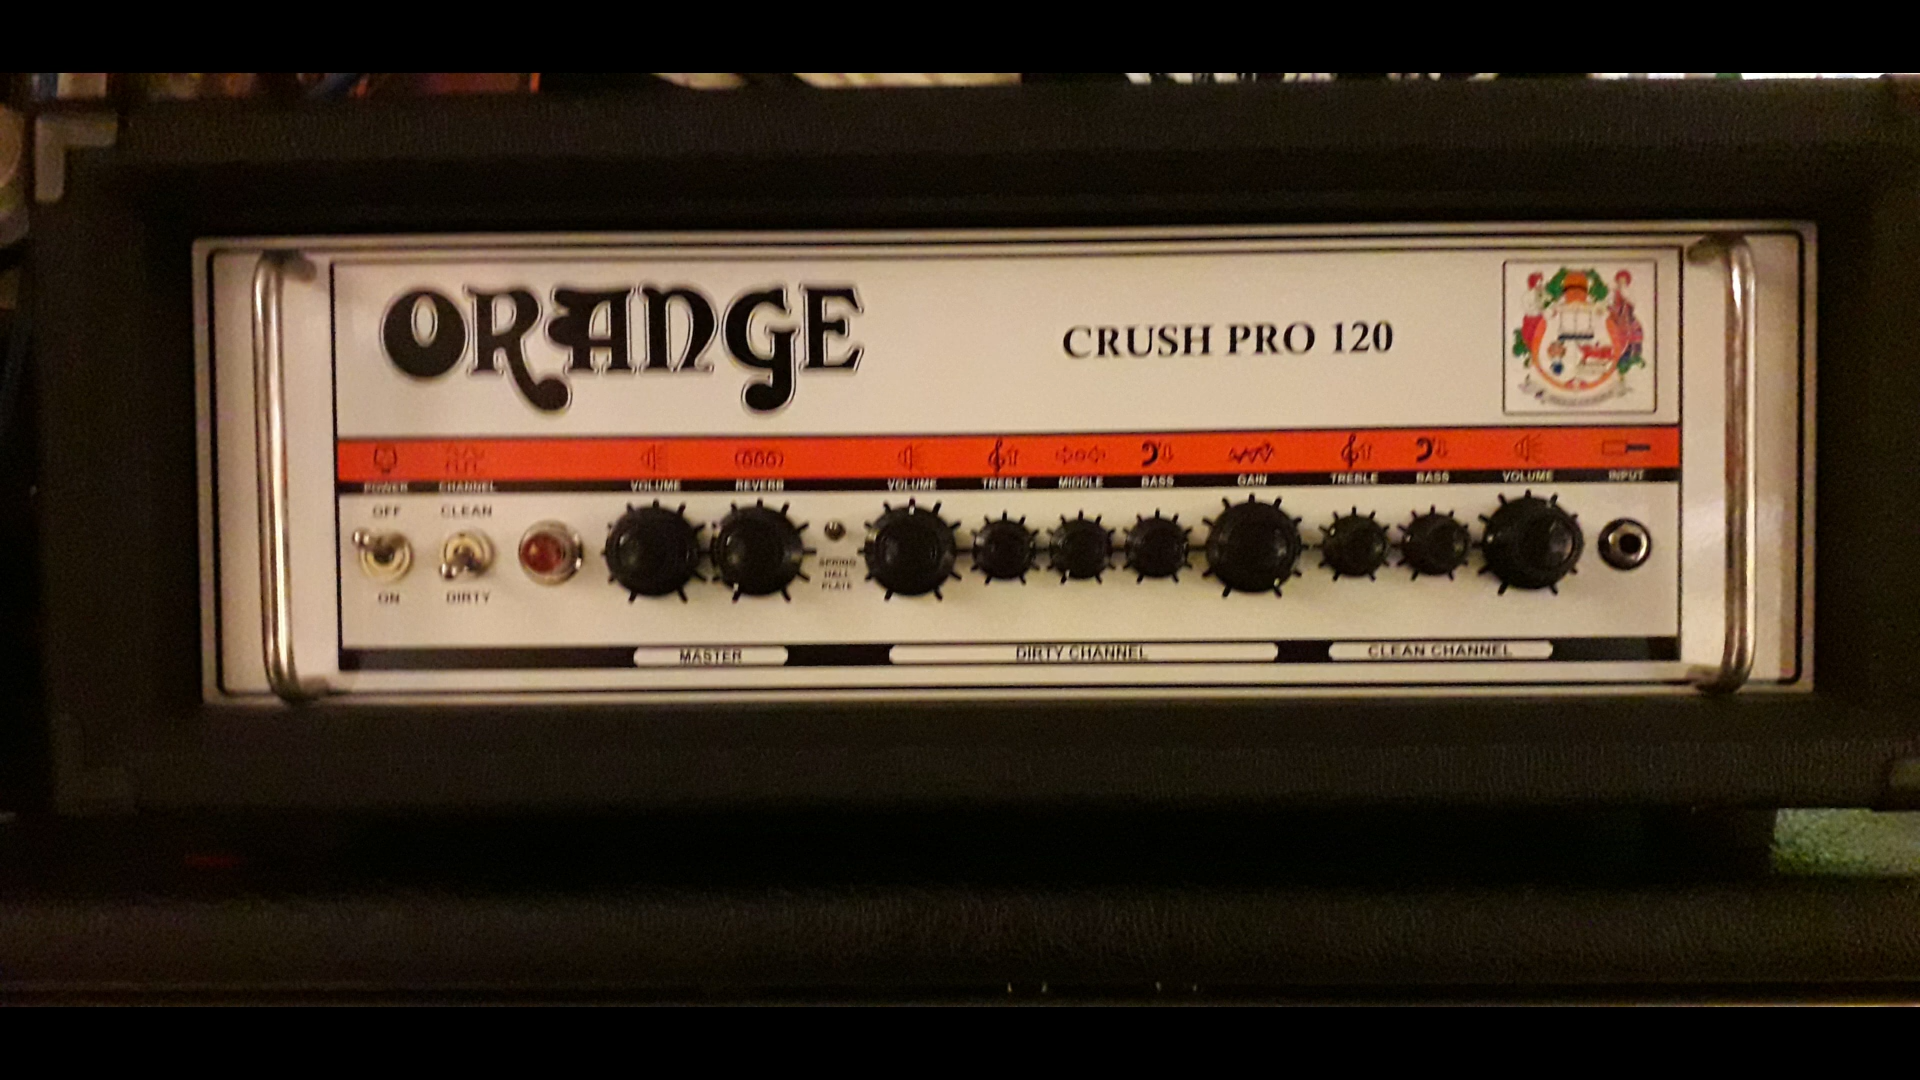 ORANGE
CRUSH PRO 120
POWER CHANNEL VOLUME REVERB VOLUME TREBLE MIDDLE BASS GAIN TREBLE BASS VOLUME INPUT
OFF CLEAN
SPRING
HALL
PLATE
ON DIRTY
MASTER DIRTY CHANNEL CLEAN CHANNEL